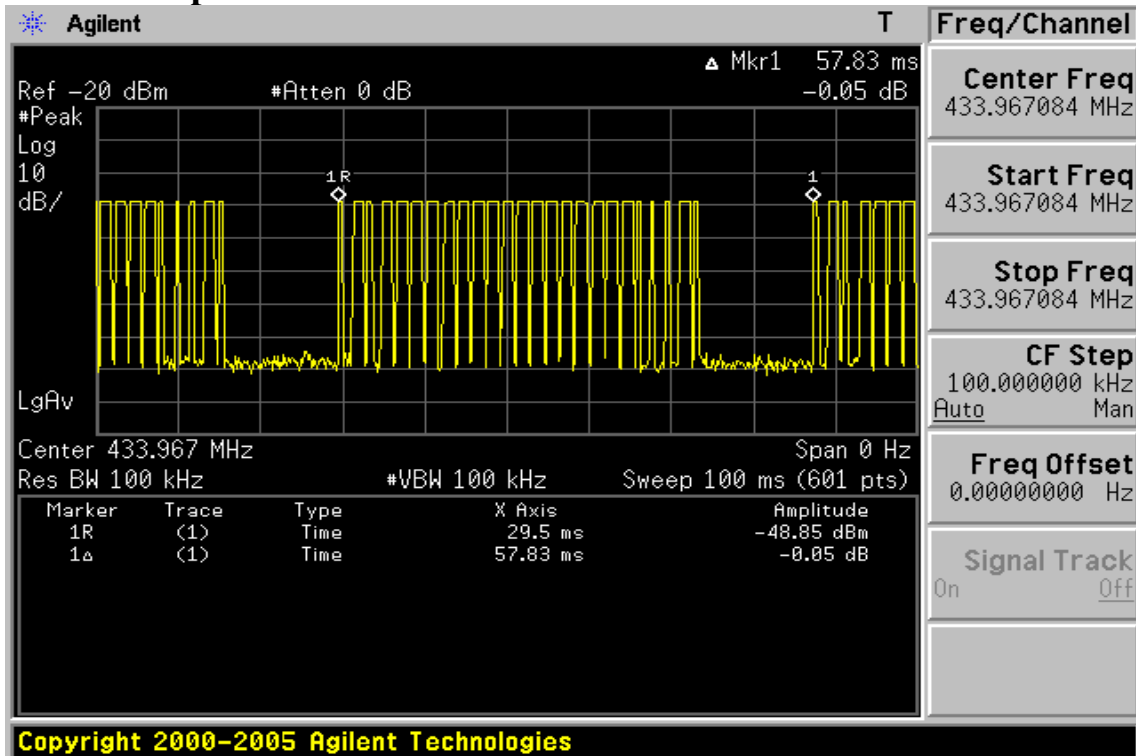 Agilent
T
Freq/Channel
Δ Mkr1 57.83 ms
Ref -20 dBm #Atten 0 dB -0.05 dB
#Peak
Log
10
dB/
1R
1
LgAv
Center 433.967 MHz Span 0 Hz
Res BW 100 kHz #VBW 100 kHz Sweep 100 ms (601 pts)
Marker Trace Type X Axis Amplitude
1R (1) Time 29.5 ms -48.85 dBm
1Δ (1) Time 57.83 ms -0.05 dB
Center Freq
433.967084 MHz
Start Freq
433.967084 MHz
Stop Freq
433.967084 MHz
CF Step
100.000000 kHz
Auto Man
Freq Offset
0.00000000 Hz
Signal Track
On Off
Copyright 2000-2005 Agilent Technologies